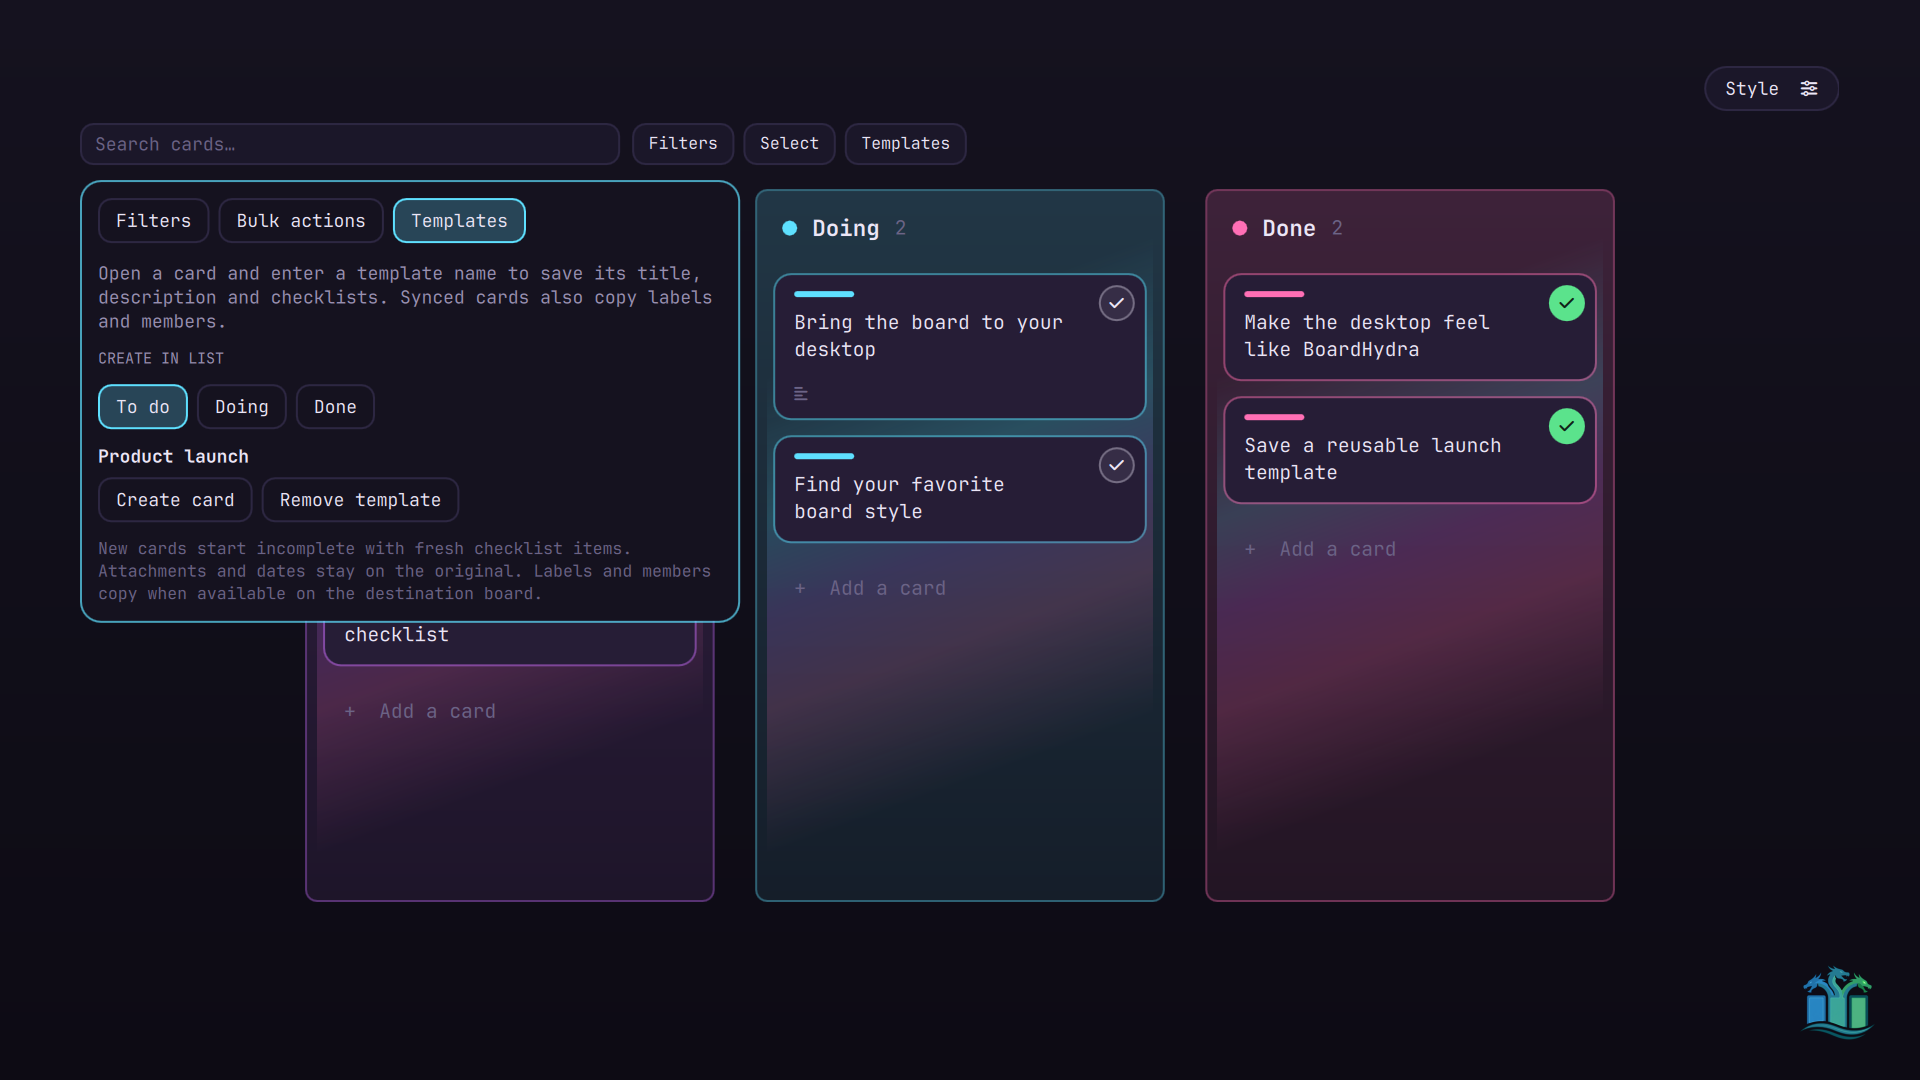 Style
Search cards…
Filters
Select
Templates
Filters
Bulk actions
Templates
Open a card and enter a template name to save its title,
description and checklists. Synced cards also copy labels
and members.
CREATE IN LIST
To do
Doing
Done
Product launch
Create card
Remove template
New cards start incomplete with fresh checklist items.
Attachments and dates stay on the original. Labels and members
copy when available on the destination board.
checklist
+ Add a card
Doing 2
Bring the board to your
desktop
Find your favorite
board style
+ Add a card
Done 2
Make the desktop feel
like BoardHydra
Save a reusable launch
template
+ Add a card